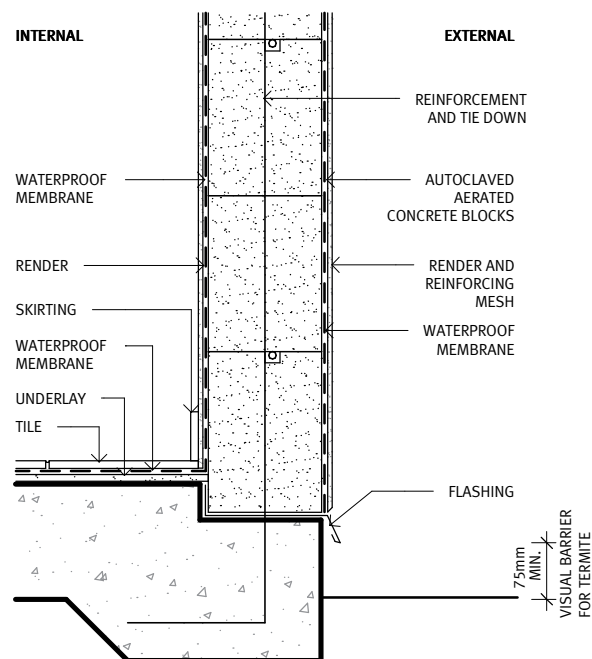 INTERNAL
EXTERNAL
REINFORCEMENT
AND TIE DOWN
WATERPROOF
MEMBRANE
AUTOCLAVED
AERATED
CONCRETE BLOCKS
RENDER
RENDER AND
REINFORCING
MESH
SKIRTING
WATERPROOF
MEMBRANE
WATERPROOF
MEMBRANE
UNDERLAY
TILE
FLASHING
75mm
MIN.
VISUAL BARRIER
FOR TERMITE